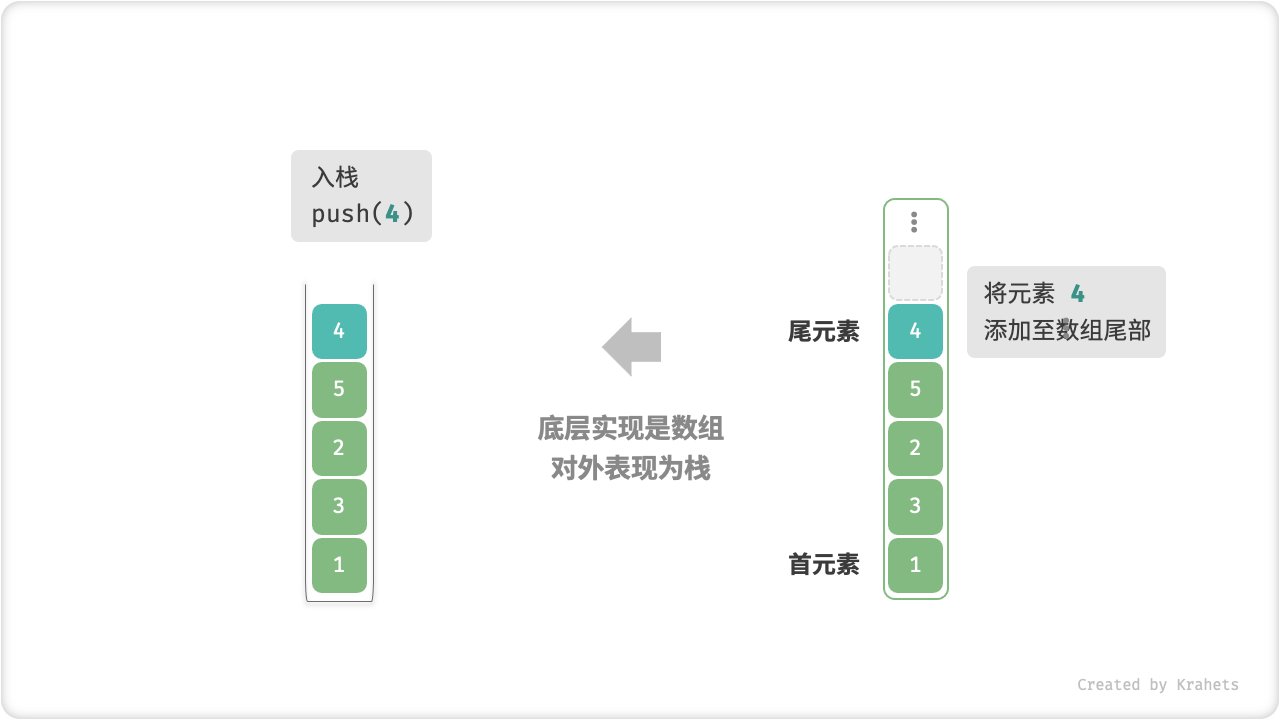 入栈
push(4)
4
5
2
3
1
底层实现是数组
对外表现为栈
尾元素
首元素
4
5
2
3
1
将元素 4
添加至数组尾部
Created by Krahets